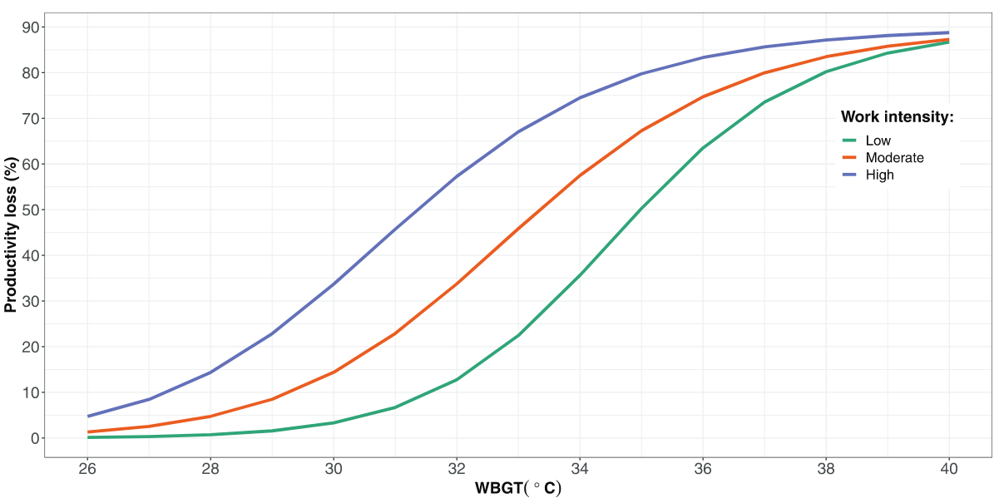 90
80
70
60
50
40
30
20
10
0
Productivity loss (%)
Work intensity:
Low
Moderate
High
26 28 30 32 34 36 38 40
WBGT( ° C)